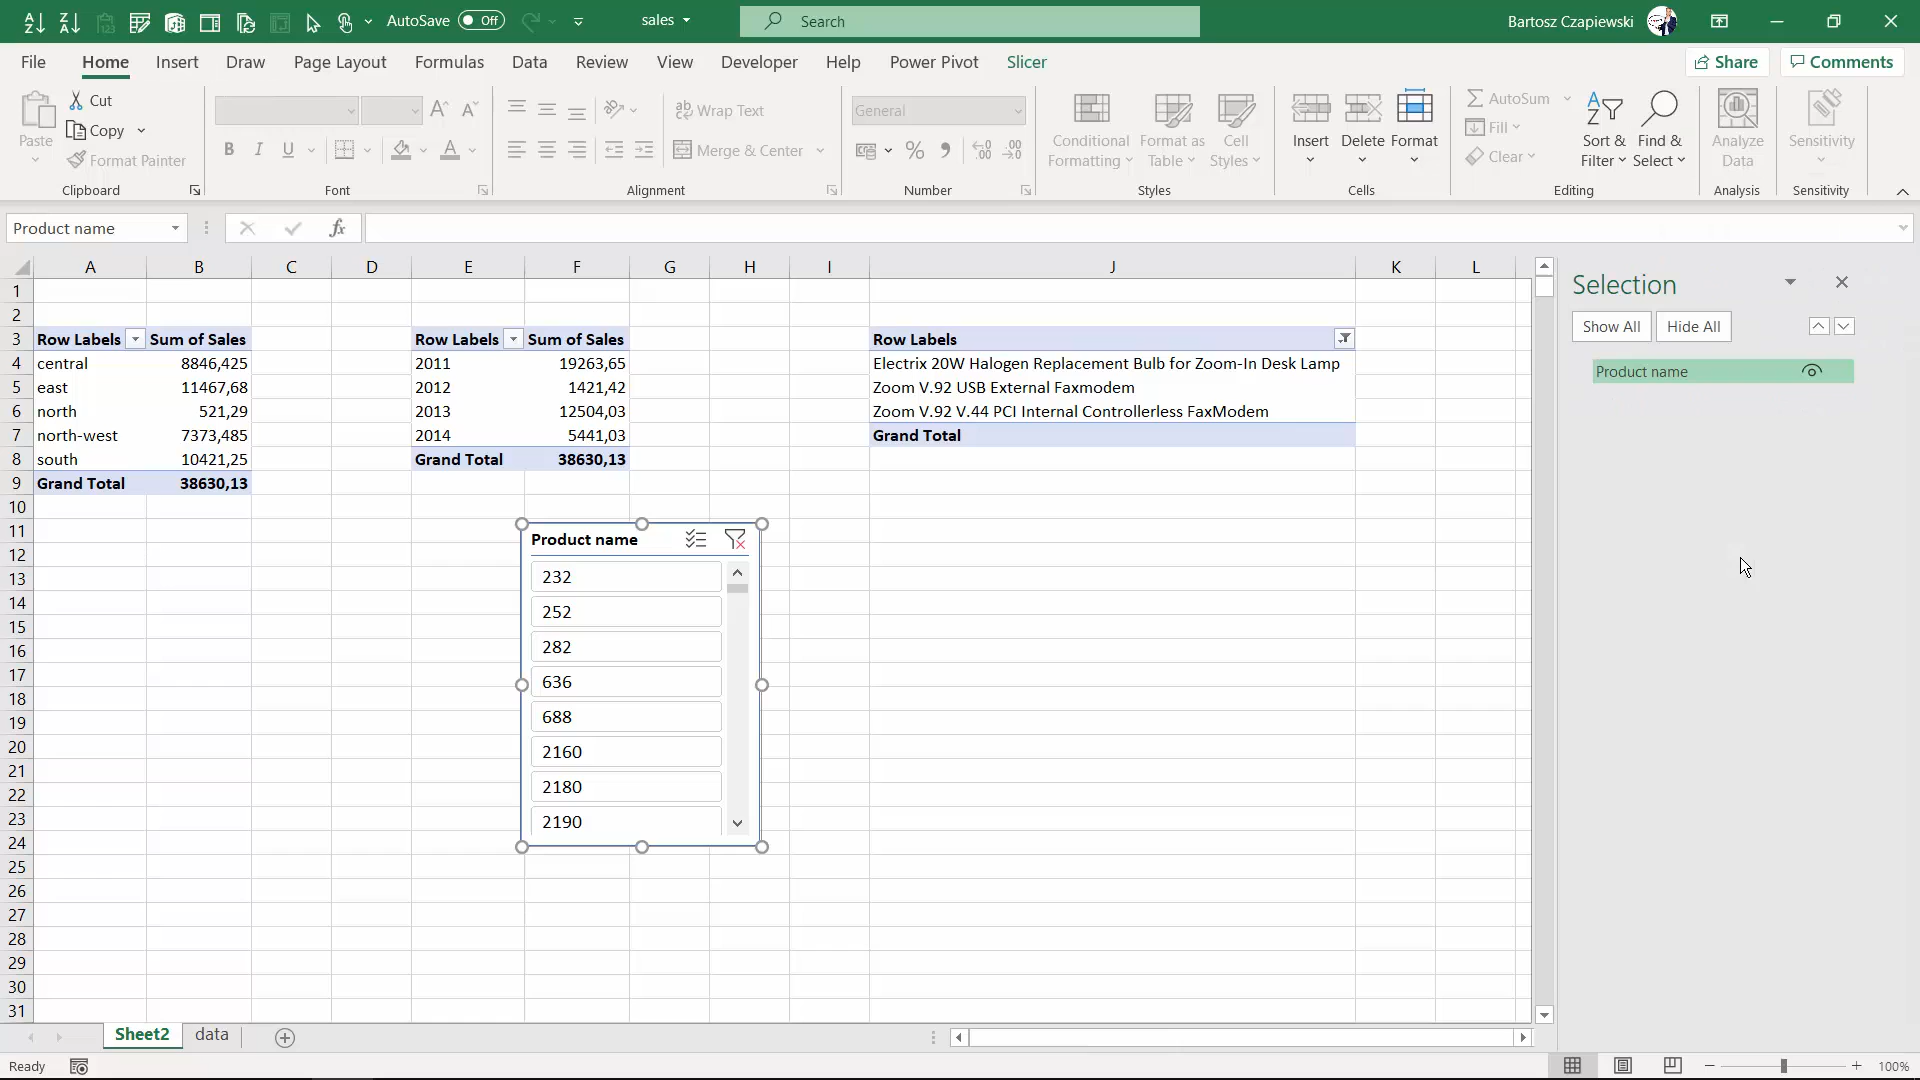 AutoSave Off sales Search Bartosz Czapiewski
File Home Insert Draw Page Layout Formulas Data Review View Developer Help Power Pivot Slicer Share Comments
Paste
Cut
Copy
Format Painter
Clipboard
B I U A
A A
Font
ab Wrap Text
Merge & Center
Alignment
General
% ,
Number
Conditional Formatting
Format as Table
Cell Styles
Styles
Insert Delete Format
Cells
AutoSum
Fill
Clear
Sort & Filter
Find & Select
Editing
Analyze Data
Analysis
Sensitivity
Sensitivity
Product name fx
A B C D E F G H I J K L
1
2
3 Row Labels Sum of Sales Row Labels Sum of Sales Row Labels
4 central 8846,425 2011 19263,65 Electrix 20W Halogen Replacement Bulb for Zoom-In Desk Lamp
5 east 11467,68 2012 1421,42 Zoom V.92 USB External Faxmodem
6 north 521,29 2013 12504,03 Zoom V.92 V.44 PCI Internal Controllerless FaxModem
7 north-west 7373,485 2014 5441,03 Grand Total
8 south 10421,25 Grand Total 38630,13
9 Grand Total 38630,13
10
11
12
13
14
15
16
17
18
19
20
21
22
23
24
25
26
27
28
29
30
31
Product name
232
252
282
636
688
2160
2180
2190
Selection
Show All Hide All
Product name
Sheet2 data
Ready 100%